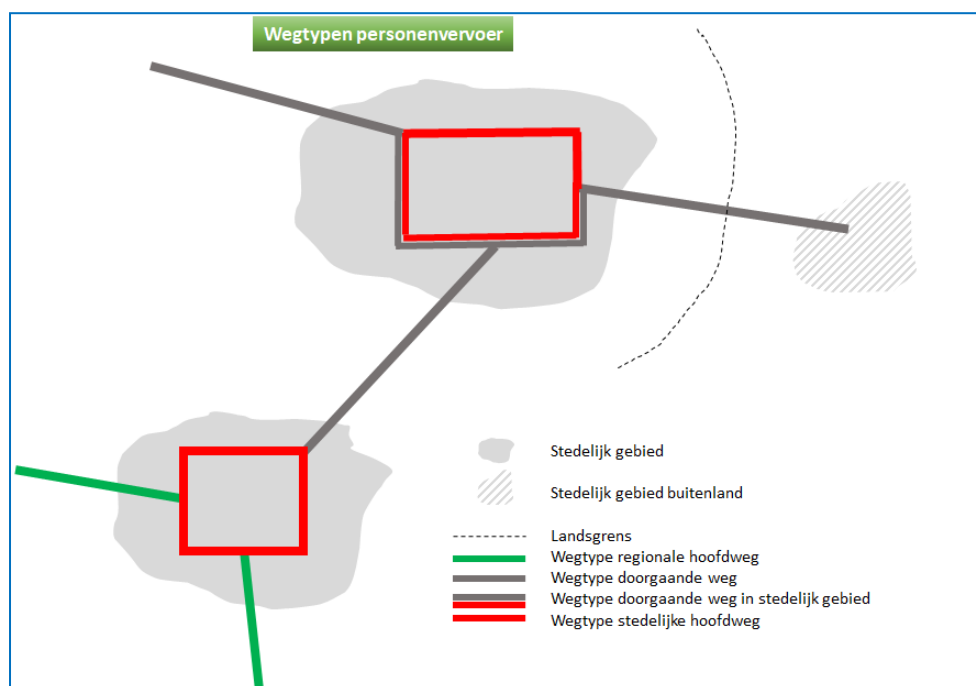 Wegtypen personenvervoer
Stedelijk gebied
Stedelijk gebied buitenland
Landsgrens
Wegtype regionale hoofdweg
Wegtype doorgaande weg
Wegtype doorgaande weg in stedelijk gebied
Wegtype stedelijke hoofdweg